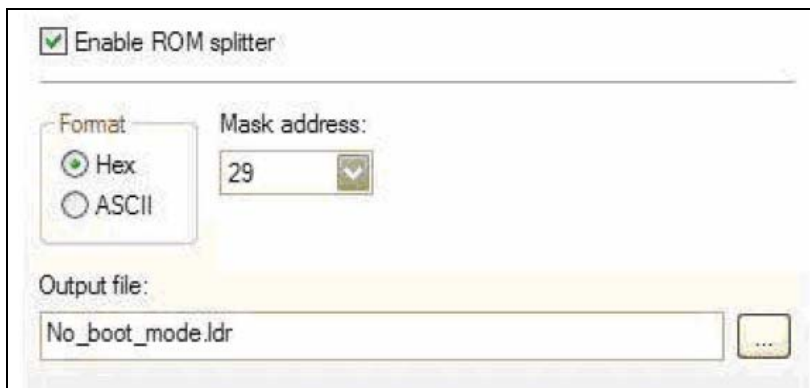 Enable ROM splitter
Format
Mask address:
Hex
29
ASCII
Output file:
No_boot_mode.ldr
...